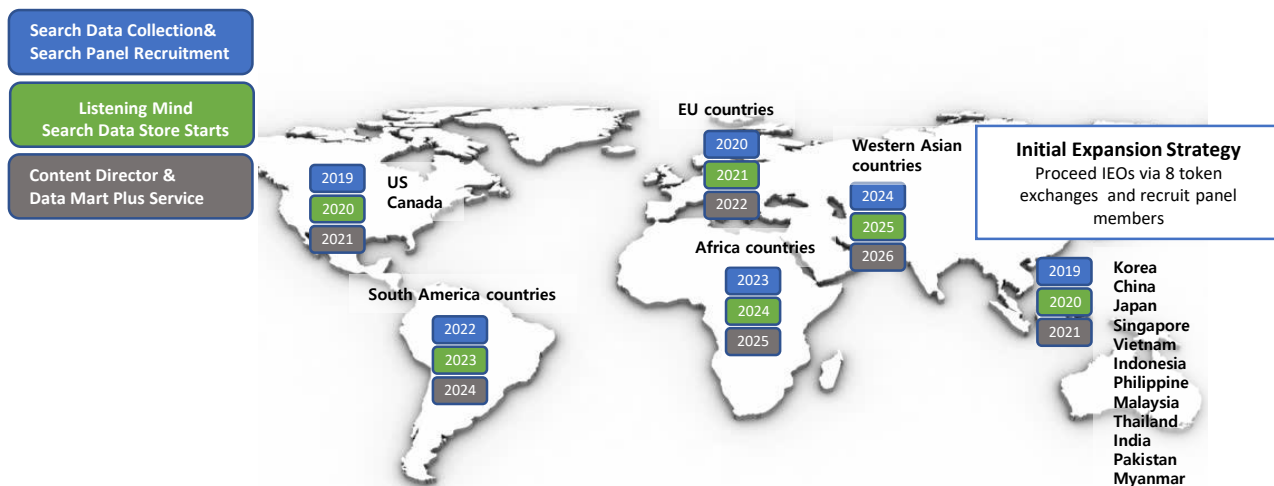 Search Data Collection&
Search Panel Recruitment
Listening Mind
Search Data Store Starts
Content Director &
Data Mart Plus Service
US
Canada
2019
2020
2021
South America countries
2022
2023
2024
EU countries
2020
2021
2022
Africa countries
2023
2024
2025
Western Asian
countries
2024
2025
2026
Initial Expansion Strategy
Proceed IEOs via 8 token
exchanges and recruit panel
members
2019
2020
2021
Korea
China
Japan
Singapore
Vietnam
Indonesia
Philippine
Malaysia
Thailand
India
Pakistan
Myanmar